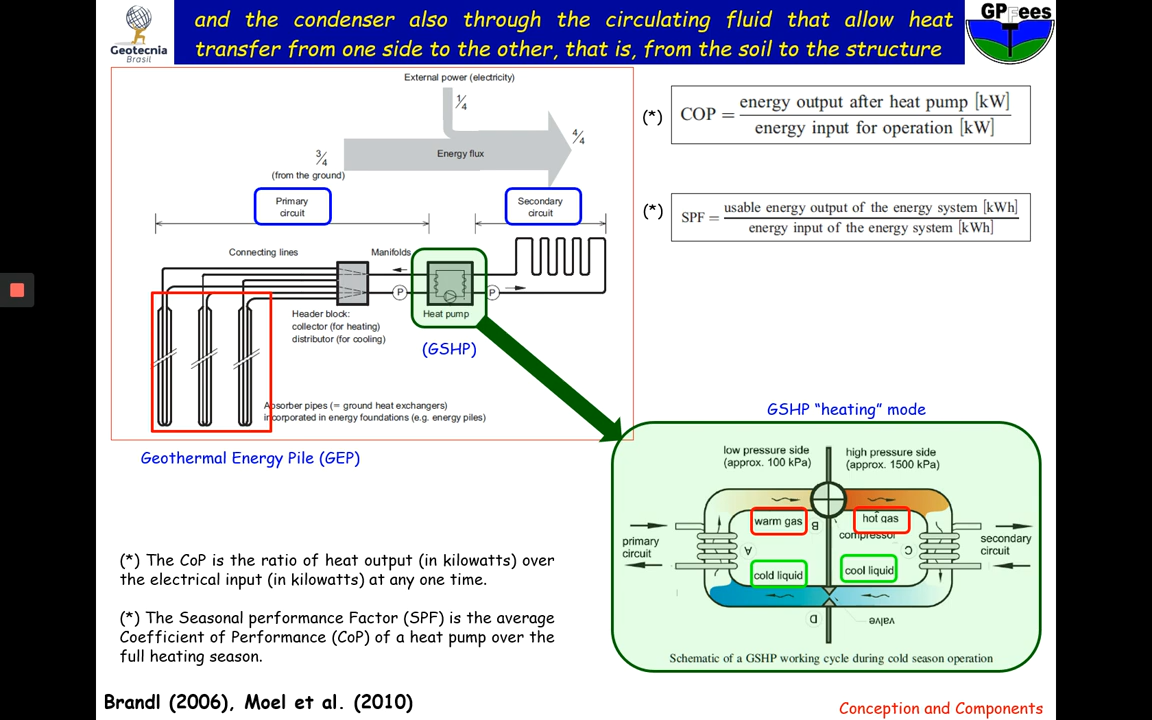 and the condenser also through the circulating fluid that allow heat
transfer from one side to the other, that is, from the soil to the structure
Geotecnia
Brasil
GPFees
External power (electricity)
1/4
4/4
Energy flux
3/4
(from the ground)
Primary
circuit
Secondary
circuit
Connecting lines
Manifolds
P
P
Header block:
collector (for heating)
distributor (for cooling)
Heat pump
(GSHP)
Absorber pipes (= ground heat exchangers)
incorporated in energy foundations (e.g. energy piles)
Geothermal Energy Pile (GEP)
(*) COP = energy output after heat pump [kW]
energy input for operation [kW]
(*) SPF = usable energy output of the energy system [kWh]
energy input of the energy system [kWh]
GSHP “heating” mode
low pressure side
(approx. 100 kPa)
high pressure side
(approx. 1500 kPa)
warm gas
B
hot gas
compressor
primary
circuit
A
C
secondary
circuit
cold liquid
cool liquid
D
valve
Schematic of a GSHP working cycle during cold season operation
(*) The CoP is the ratio of heat output (in kilowatts) over
the electrical input (in kilowatts) at any one time.
(*) The Seasonal performance Factor (SPF) is the average
Coefficient of Performance (CoP) of a heat pump over the
full heating season.
Brandl (2006), Moel et al. (2010)
Conception and Components